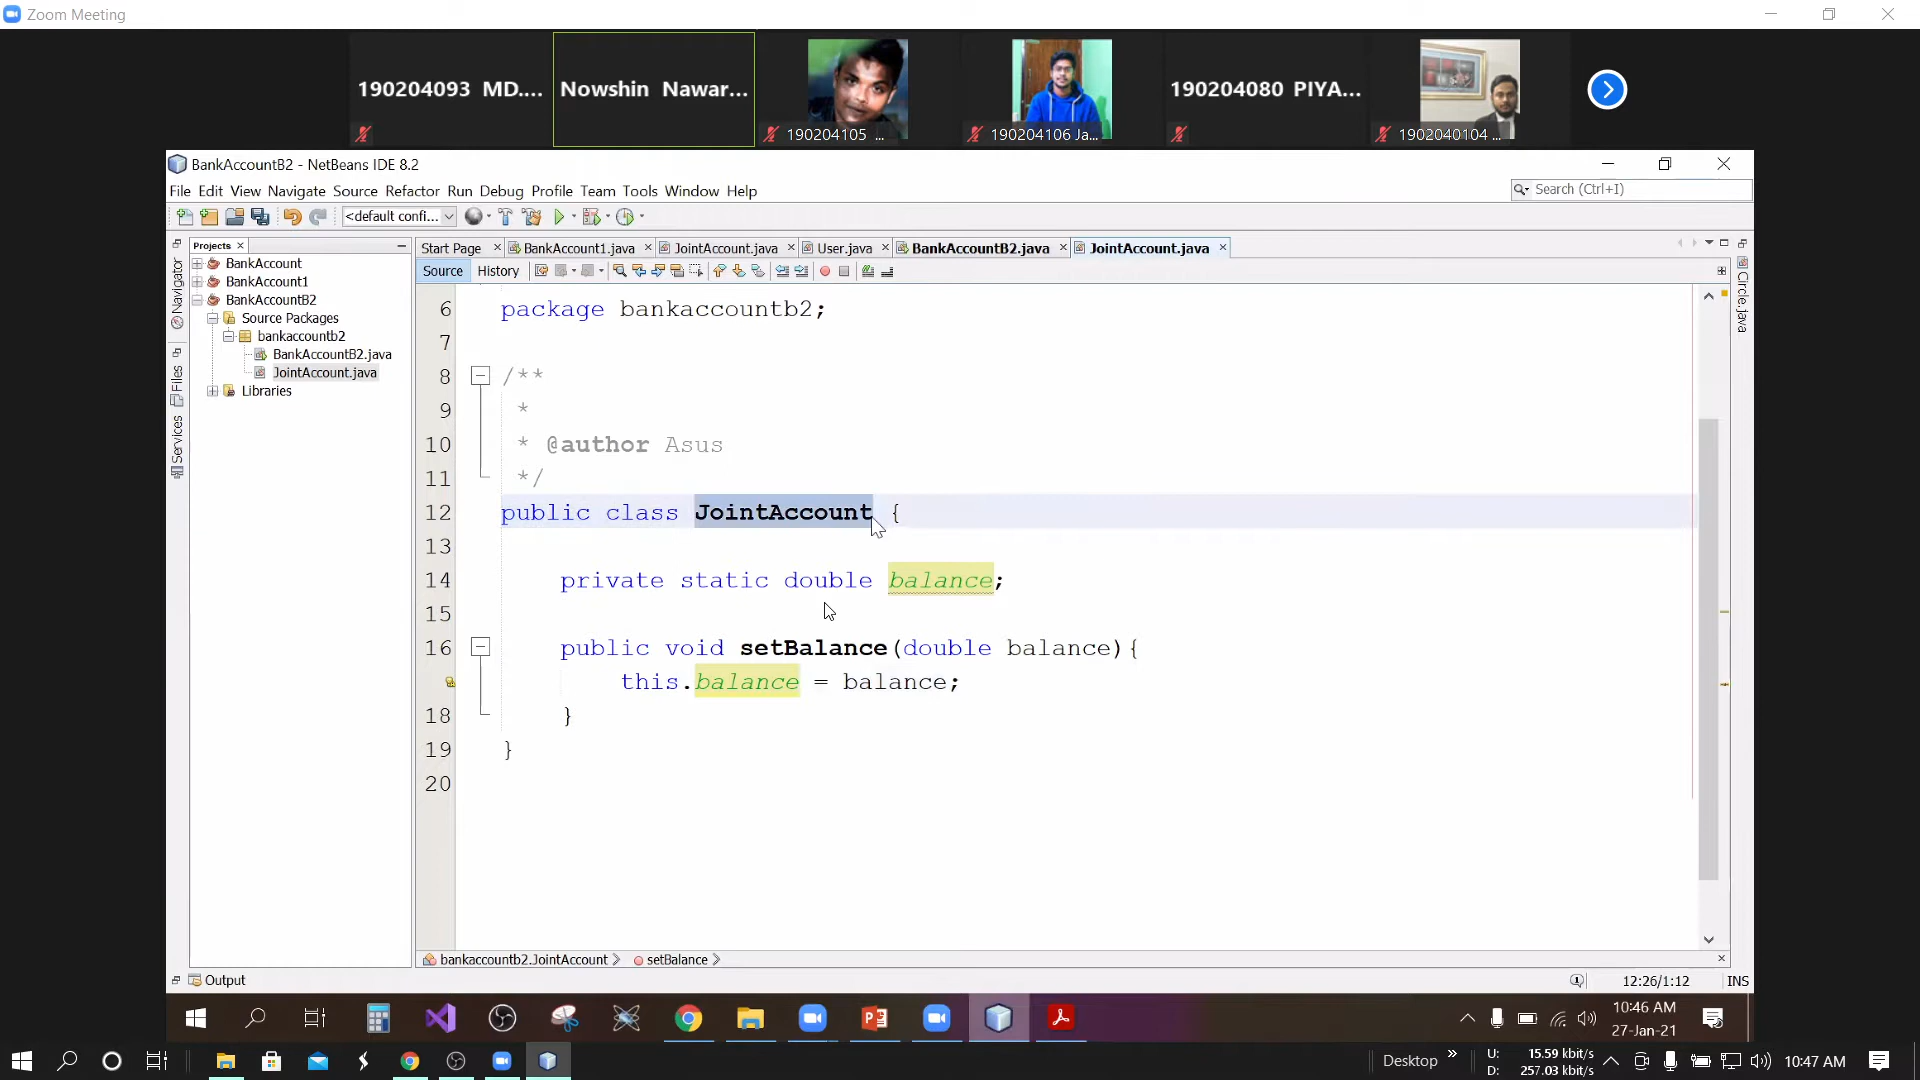 Zoom Meeting
190204093 MD....
Nowshin Nawar...
190204105 ...
190204106 Ja...
190204080 PIYA...
1902040104 ...
BankAccountB2 - NetBeans IDE 8.2
File Edit View Navigate Source Refactor Run Debug Profile Team Tools Window Help
Search (Ctrl+I)
<default confi...
Projects
Start Page
BankAccount1.java
JointAccount.java
User.java
BankAccountB2.java
JointAccount.java
Source History
Navigator
Files
Services
BankAccount
BankAccount1
BankAccountB2
Source Packages
bankaccountb2
BankAccountB2.java
JointAccount.java
Libraries
Circle.java
6 package bankaccountb2;
7
8 /**
9 *
10 * @author Asus
11 */
12 public class JointAccount {
13
14 private static double balance;
15
16 public void setBalance(double balance){
this.balance = balance;
18 }
19 }
20
bankaccountb2.JointAccount
setBalance
Output
12:26/1:12 INS
10:46 AM
27-Jan-21
Desktop
U: 15.59 kbit/s
D: 257.03 kbit/s
10:47 AM